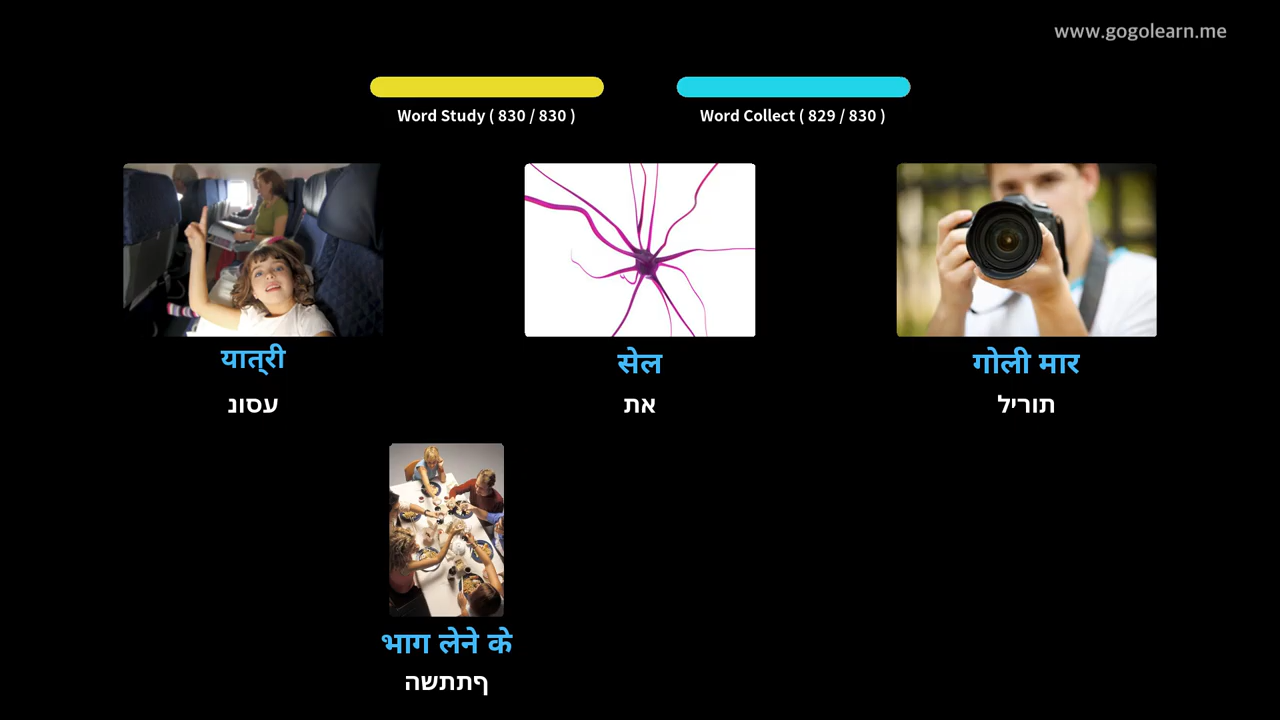 www.gogolearn.me
Word Study ( 830 / 830 )
Word Collect ( 829 / 830 )
यात्री
עסונ
सेल
את
गोली मार
תוריל
भाग लेने के
ףתתשה